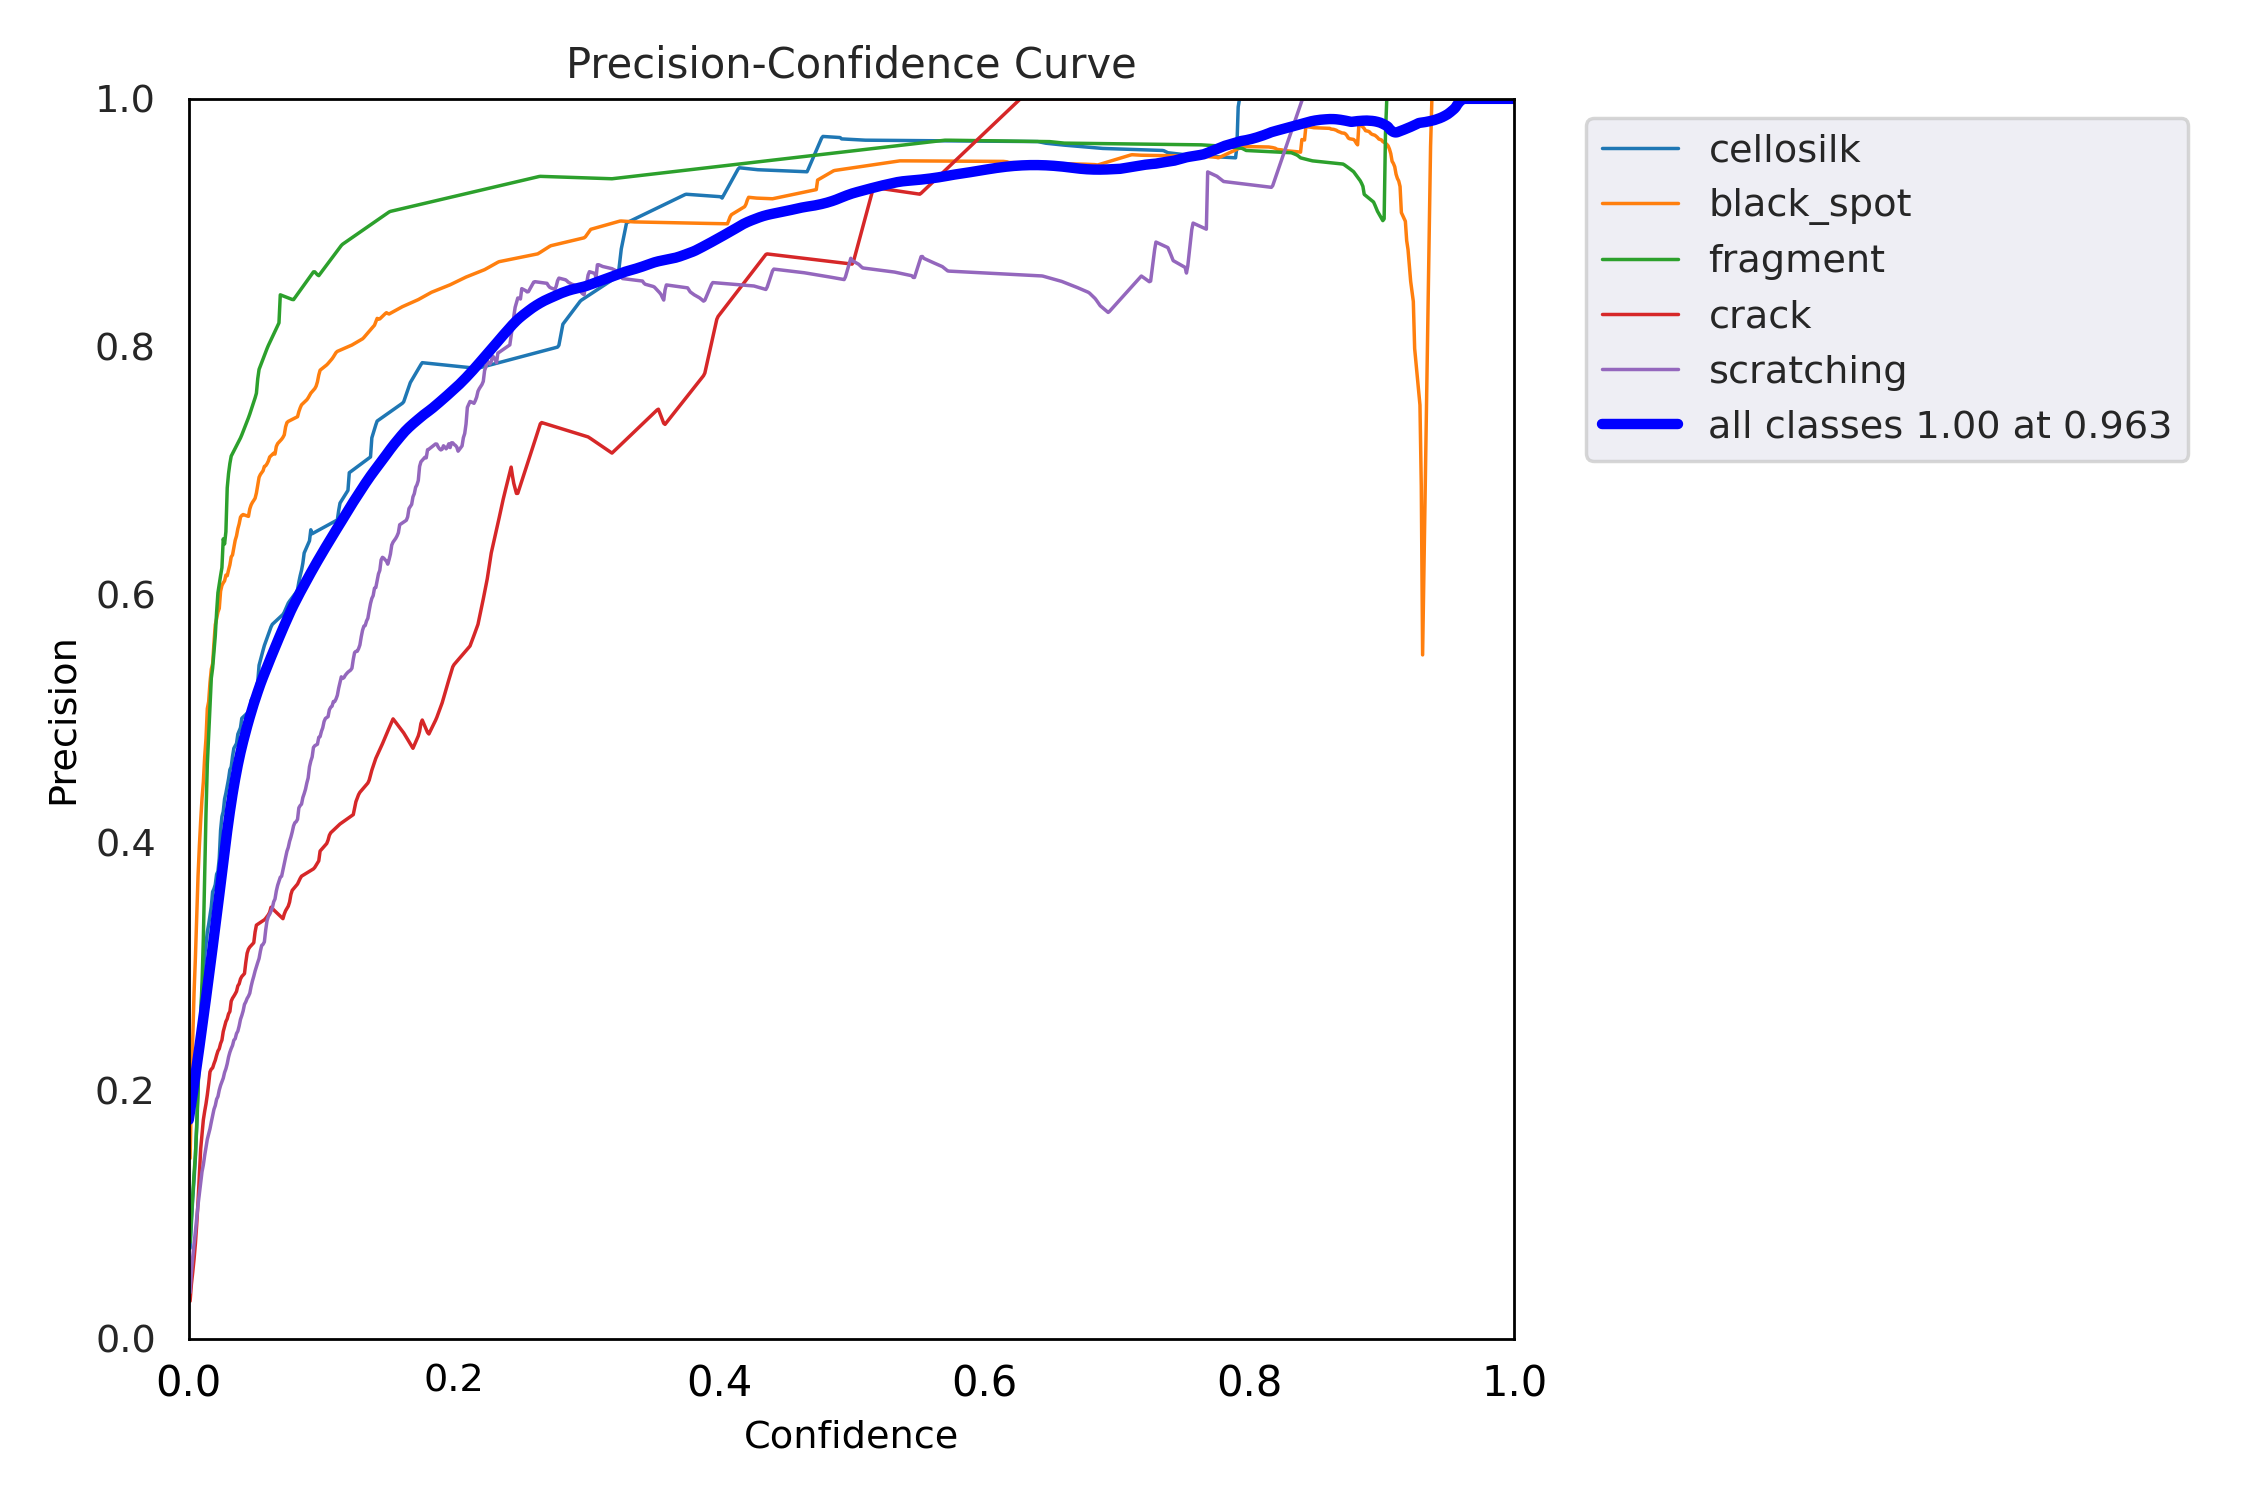 Precision-Confidence Curve
1.0
0.8
0.6
0.4
0.2
0.0
Precision
0.0 0.2 0.4 0.6 0.8 1.0
Confidence
cellosilk
black_spot
fragment
crack
scratching
all classes 1.00 at 0.963